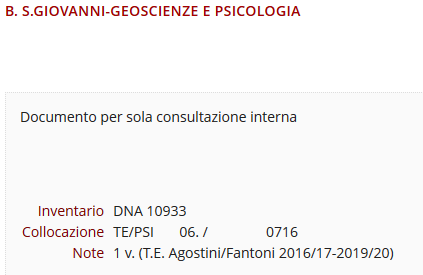 B. S.GIOVANNI-GEOSCIENZE E PSICOLOGIA
Documento per sola consultazione interna
Inventario DNA 10933
Collocazione TE/PSI 06. / 0716
Note 1 v. (T.E. Agostini/Fantoni 2016/17-2019/20)